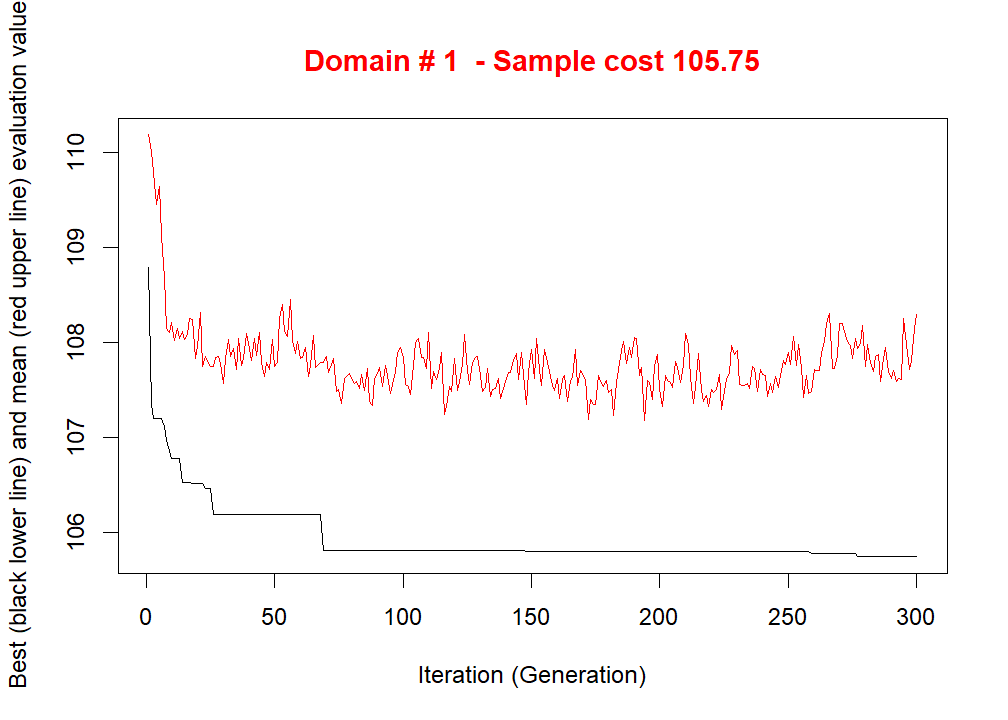 Domain # 1  - Sample cost 105.75
Best (black lower line) and mean (red upper line) evaluation value
110
109
108
107
106
0 50 100 150 200 250 300
Iteration (Generation)